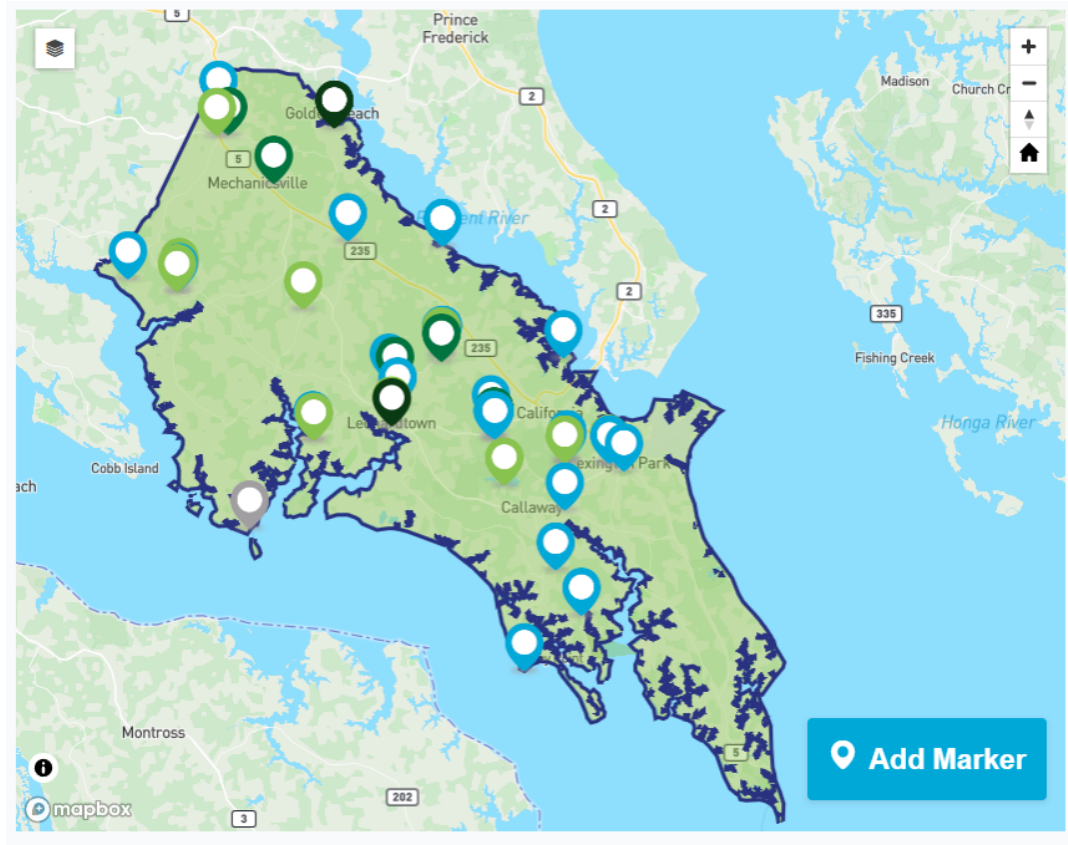 5
Prince
Frederick
Madison
Church Cr
2
5
Mechanicsville
2
235
2
335
235
Fishing Creek
California
Honga River
Cobb Island
ach
Callaway
Montross
5
Add Marker
202
mapbox
3